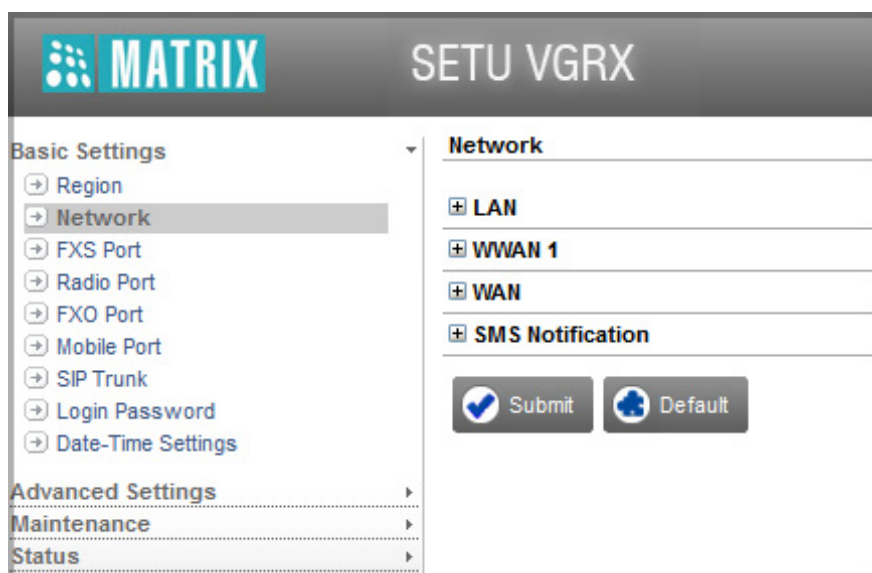 MATRIX SETU VGRX
Basic Settings
Region
Network
FXS Port
Radio Port
FXO Port
Mobile Port
SIP Trunk
Login Password
Date-Time Settings
Advanced Settings
Maintenance
Status
Network
LAN
WWAN 1
WAN
SMS Notification
Submit Default